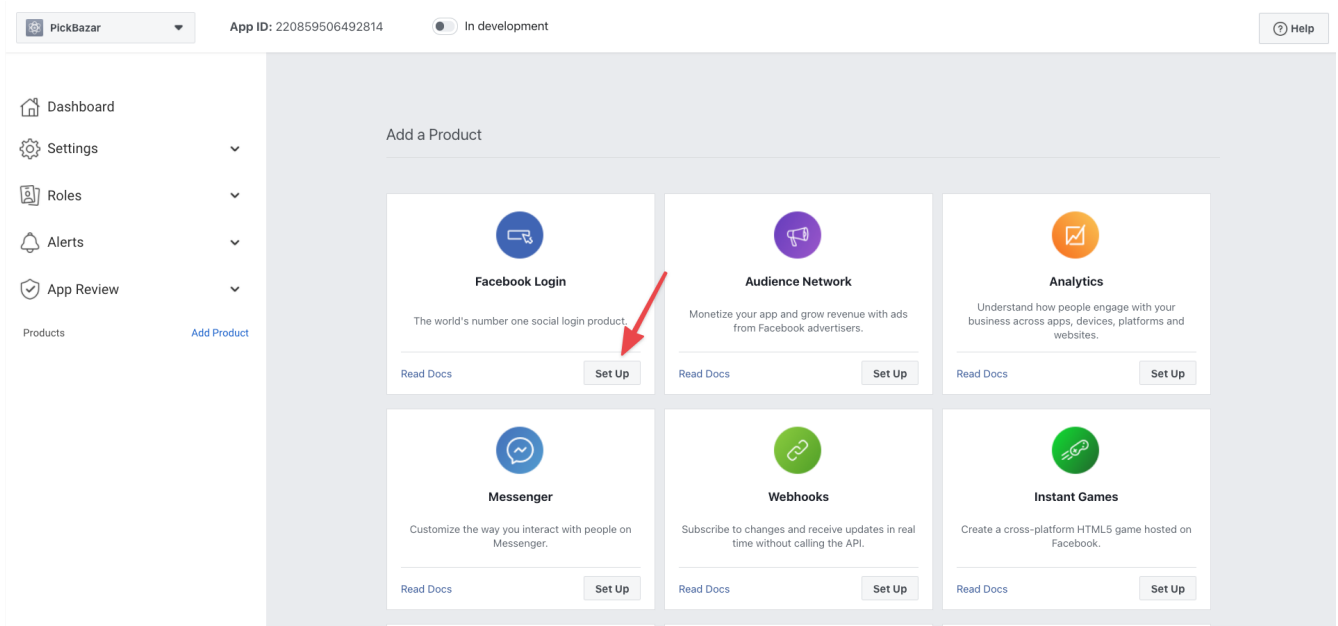 PickBazar
App ID: 220859506492814
In development
Help
Dashboard
Settings
Roles
Alerts
App Review
Products
Add Product
Add a Product
Facebook Login
The world's number one social login product.
Read Docs
Set Up
Audience Network
Monetize your app and grow revenue with ads
from Facebook advertisers.
Read Docs
Set Up
Analytics
Understand how people engage with your
business across apps, devices, platforms and
websites.
Read Docs
Set Up
Messenger
Customize the way you interact with people on
Messenger.
Read Docs
Set Up
Webhooks
Subscribe to changes and receive updates in real
time without calling the API.
Read Docs
Set Up
Instant Games
Create a cross-platform HTML5 game hosted on
Facebook.
Read Docs
Set Up